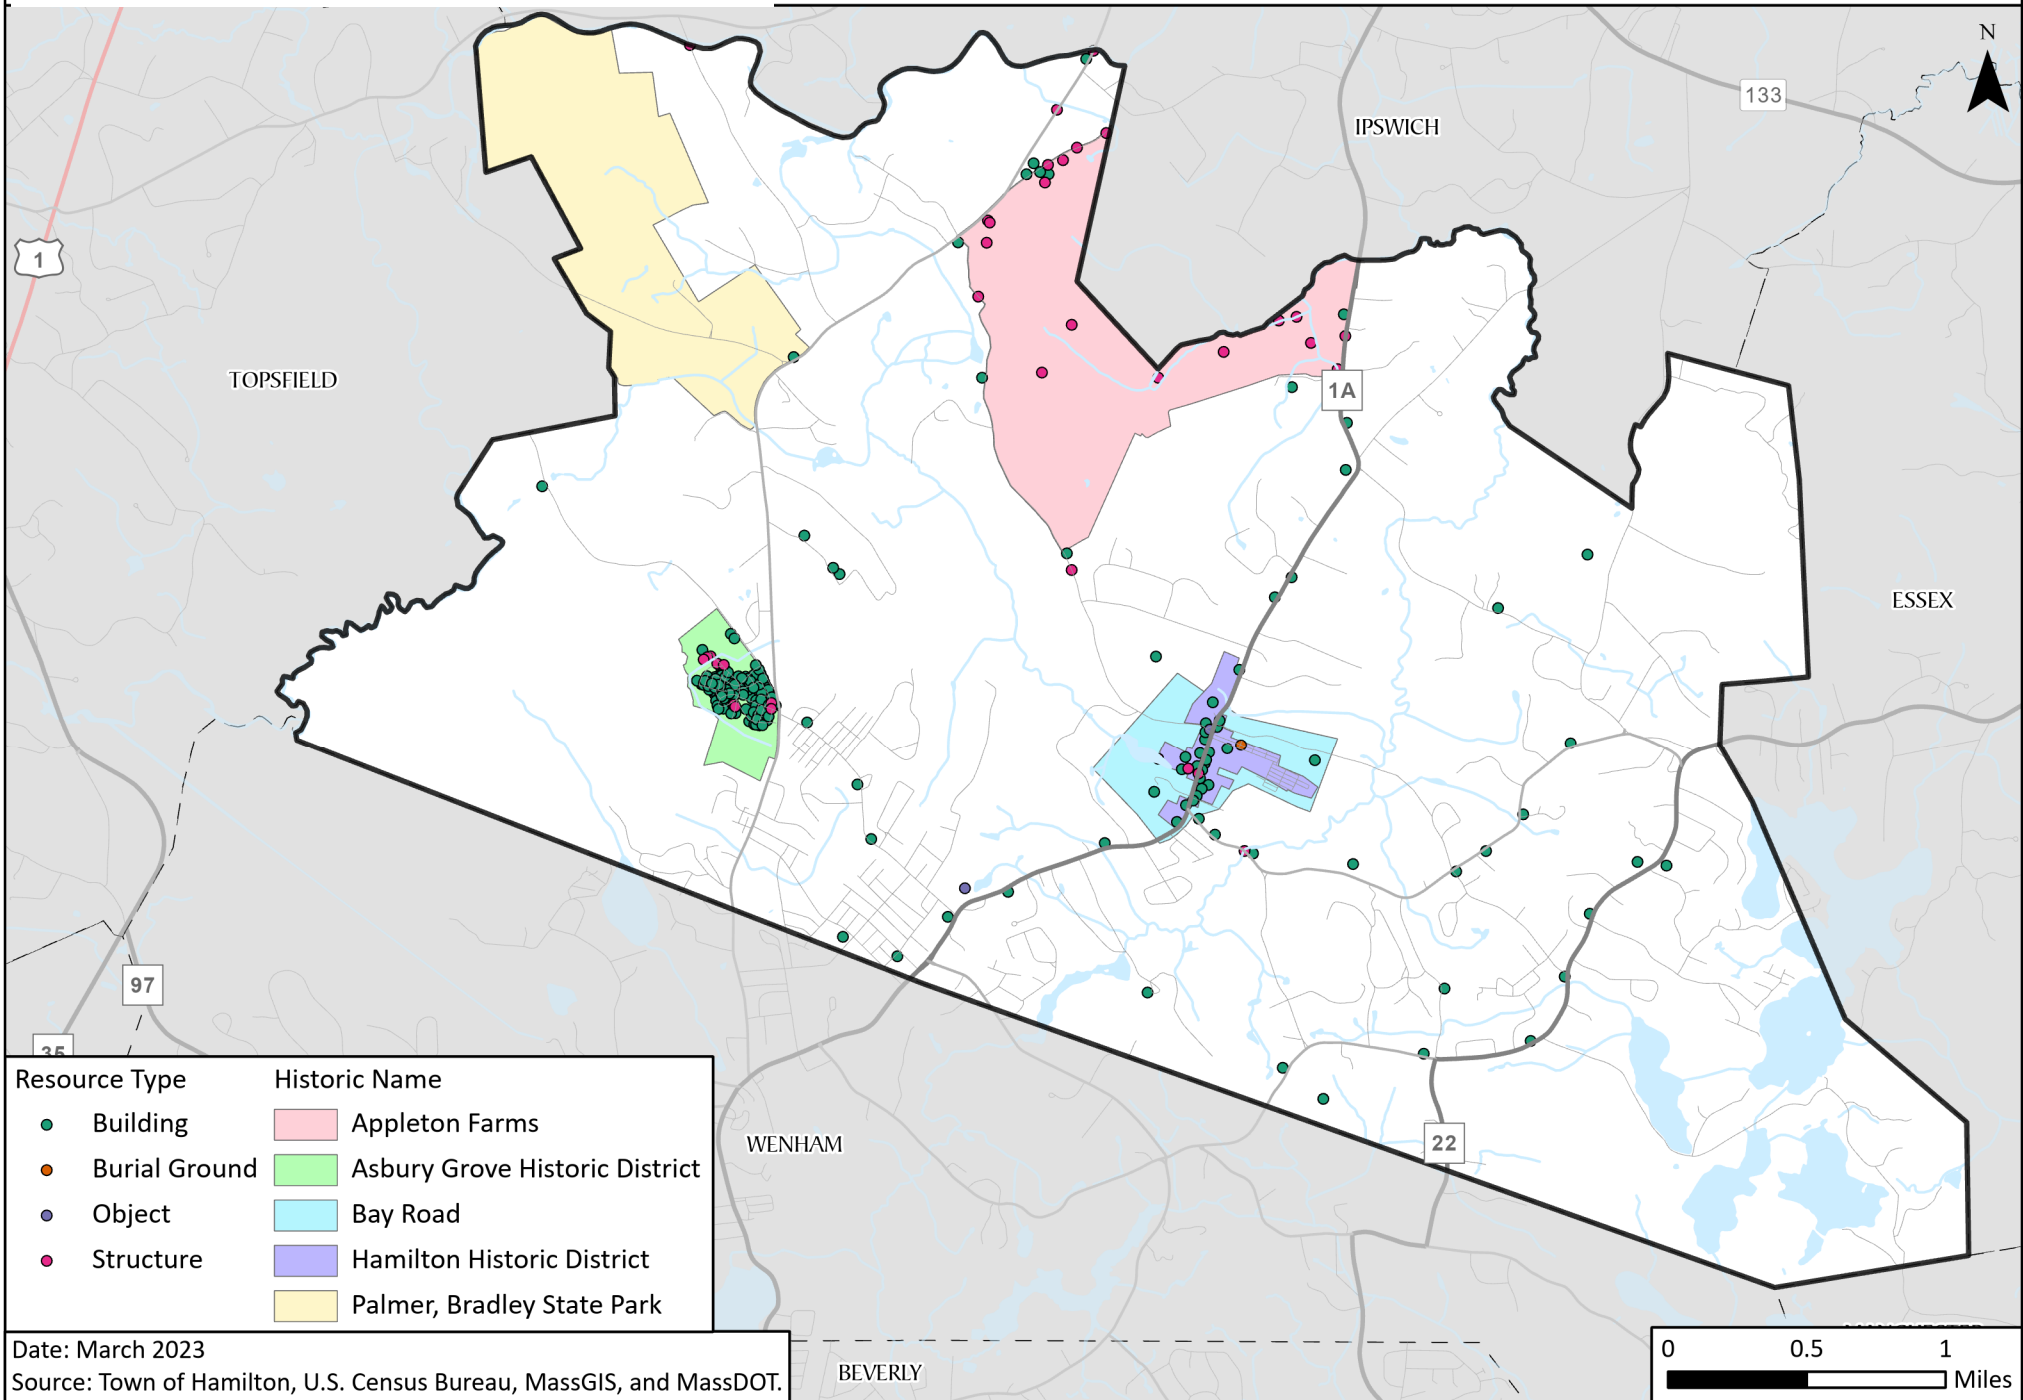 N
133
IPSWICH
1
TOPSFIELD
1A
ESSEX
97
35
22
WENHAM
BEVERLY
Resource Type
Building
Burial Ground
Object
Structure
Historic Name
Appleton Farms
Asbury Grove Historic District
Bay Road
Hamilton Historic District
Palmer, Bradley State Park
Date: March 2023
Source: Town of Hamilton, U.S. Census Bureau, MassGIS, and MassDOT.
0 0.5 1
Miles